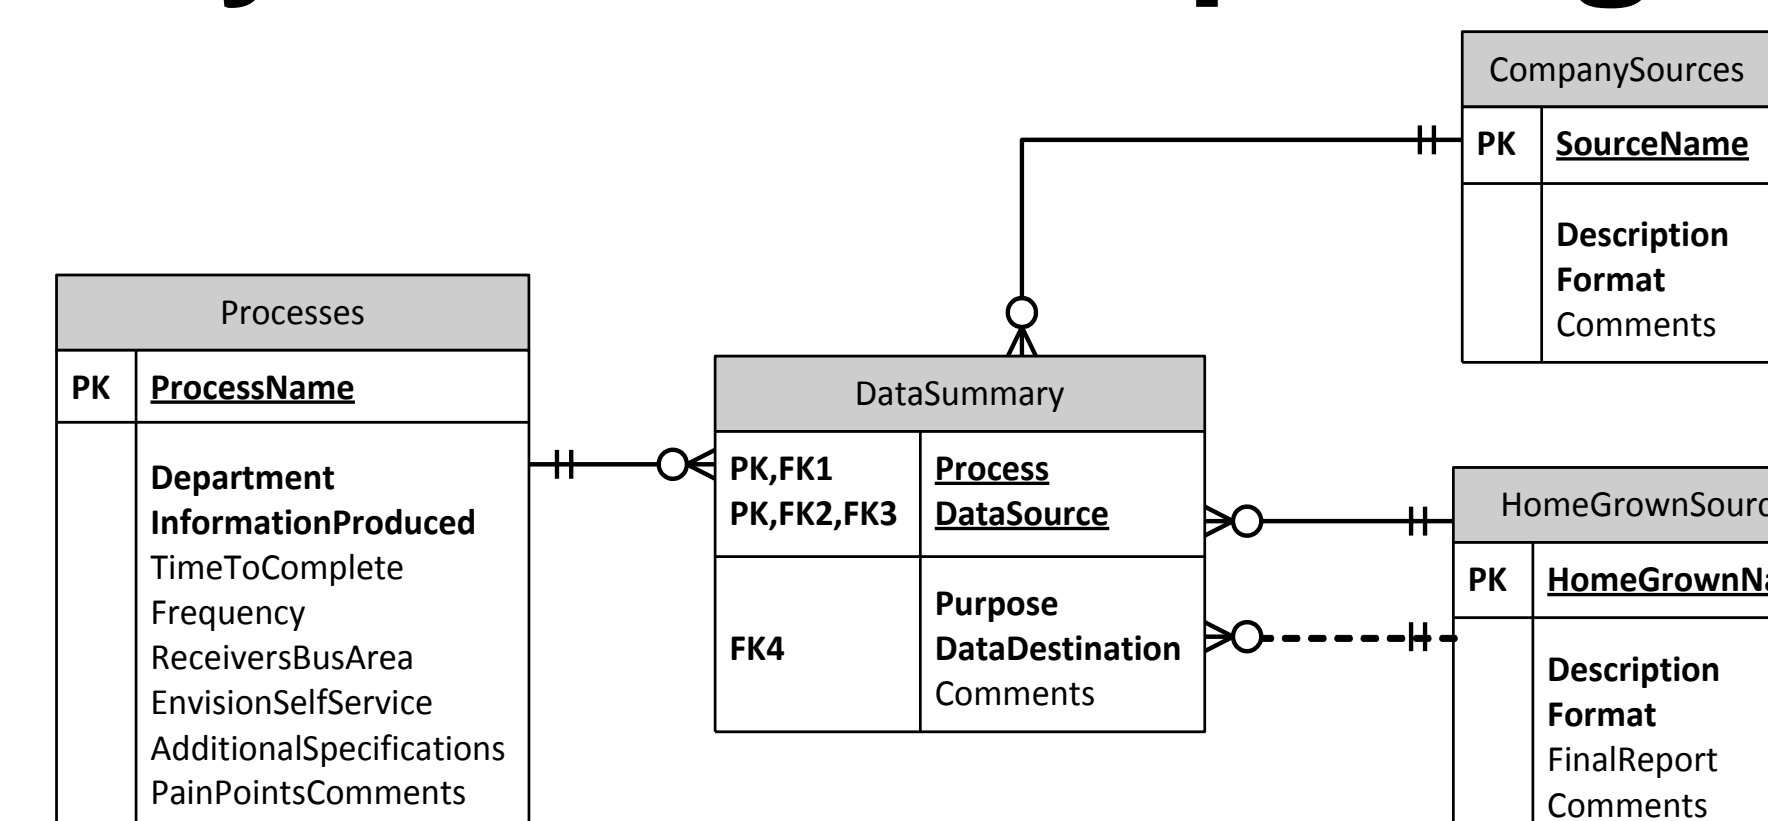 CompanySources
PK SourceName
Description
Format
Comments
Processes
PK ProcessName
Department
InformationProduced
TimeToComplete
Frequency
ReceiversBusArea
EnvisionSelfService
AdditionalSpecifications
PainPointsComments
DataSummary
PK,FK1 Process
PK,FK2,FK3 DataSource
Purpose
FK4 DataDestination
Comments
PK
Description
Format
FinalReport
Comments